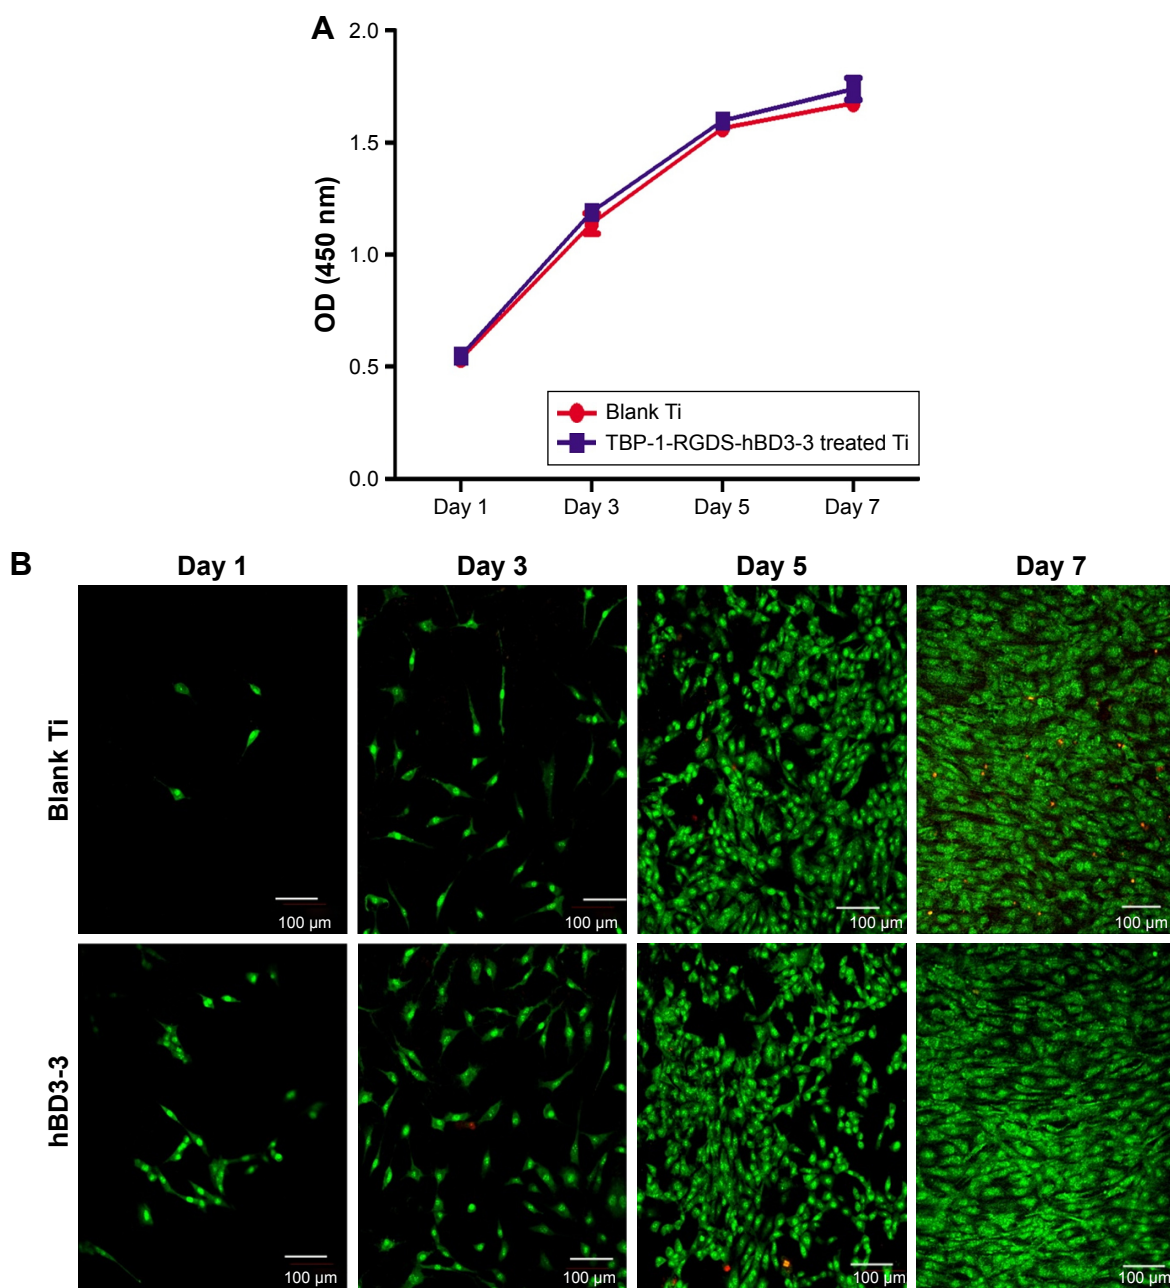 A
2.0
1.5
1.0
0.5
0.0
OD (450 nm)
Blank Ti
TBP-1-RGDS-hBD3-3 treated Ti
Day 1 Day 3 Day 5 Day 7
B
Day 1 Day 3 Day 5 Day 7
Blank Ti
100 µm 100 µm 100 µm 100 µm
hBD3-3
100 µm 100 µm 100 µm 100 µm